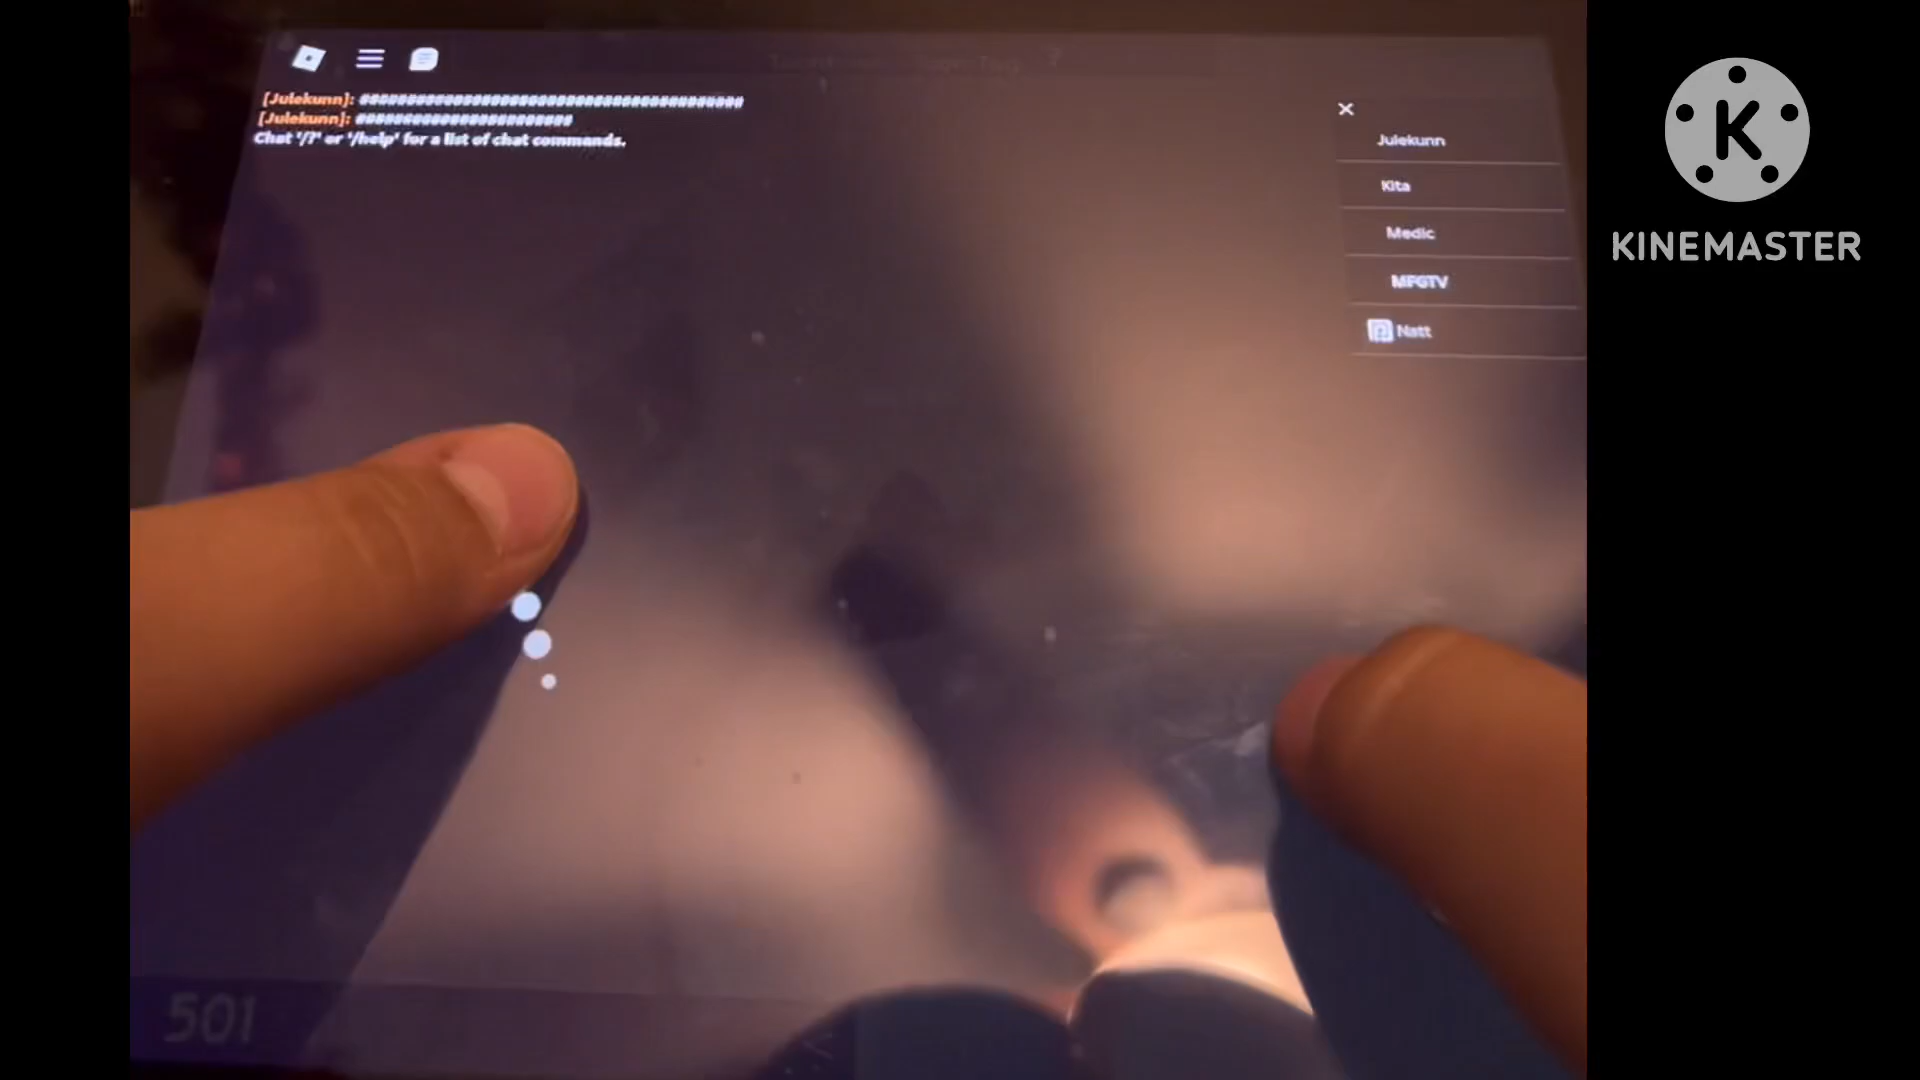 [Julekunn]: #########################################
[Julekunn]: #######################
Chat '/?' or '/help' for a list of chat commands.
Julekunn
Kita
Medic
MFGTV
Natt
501
K
KINEMASTER